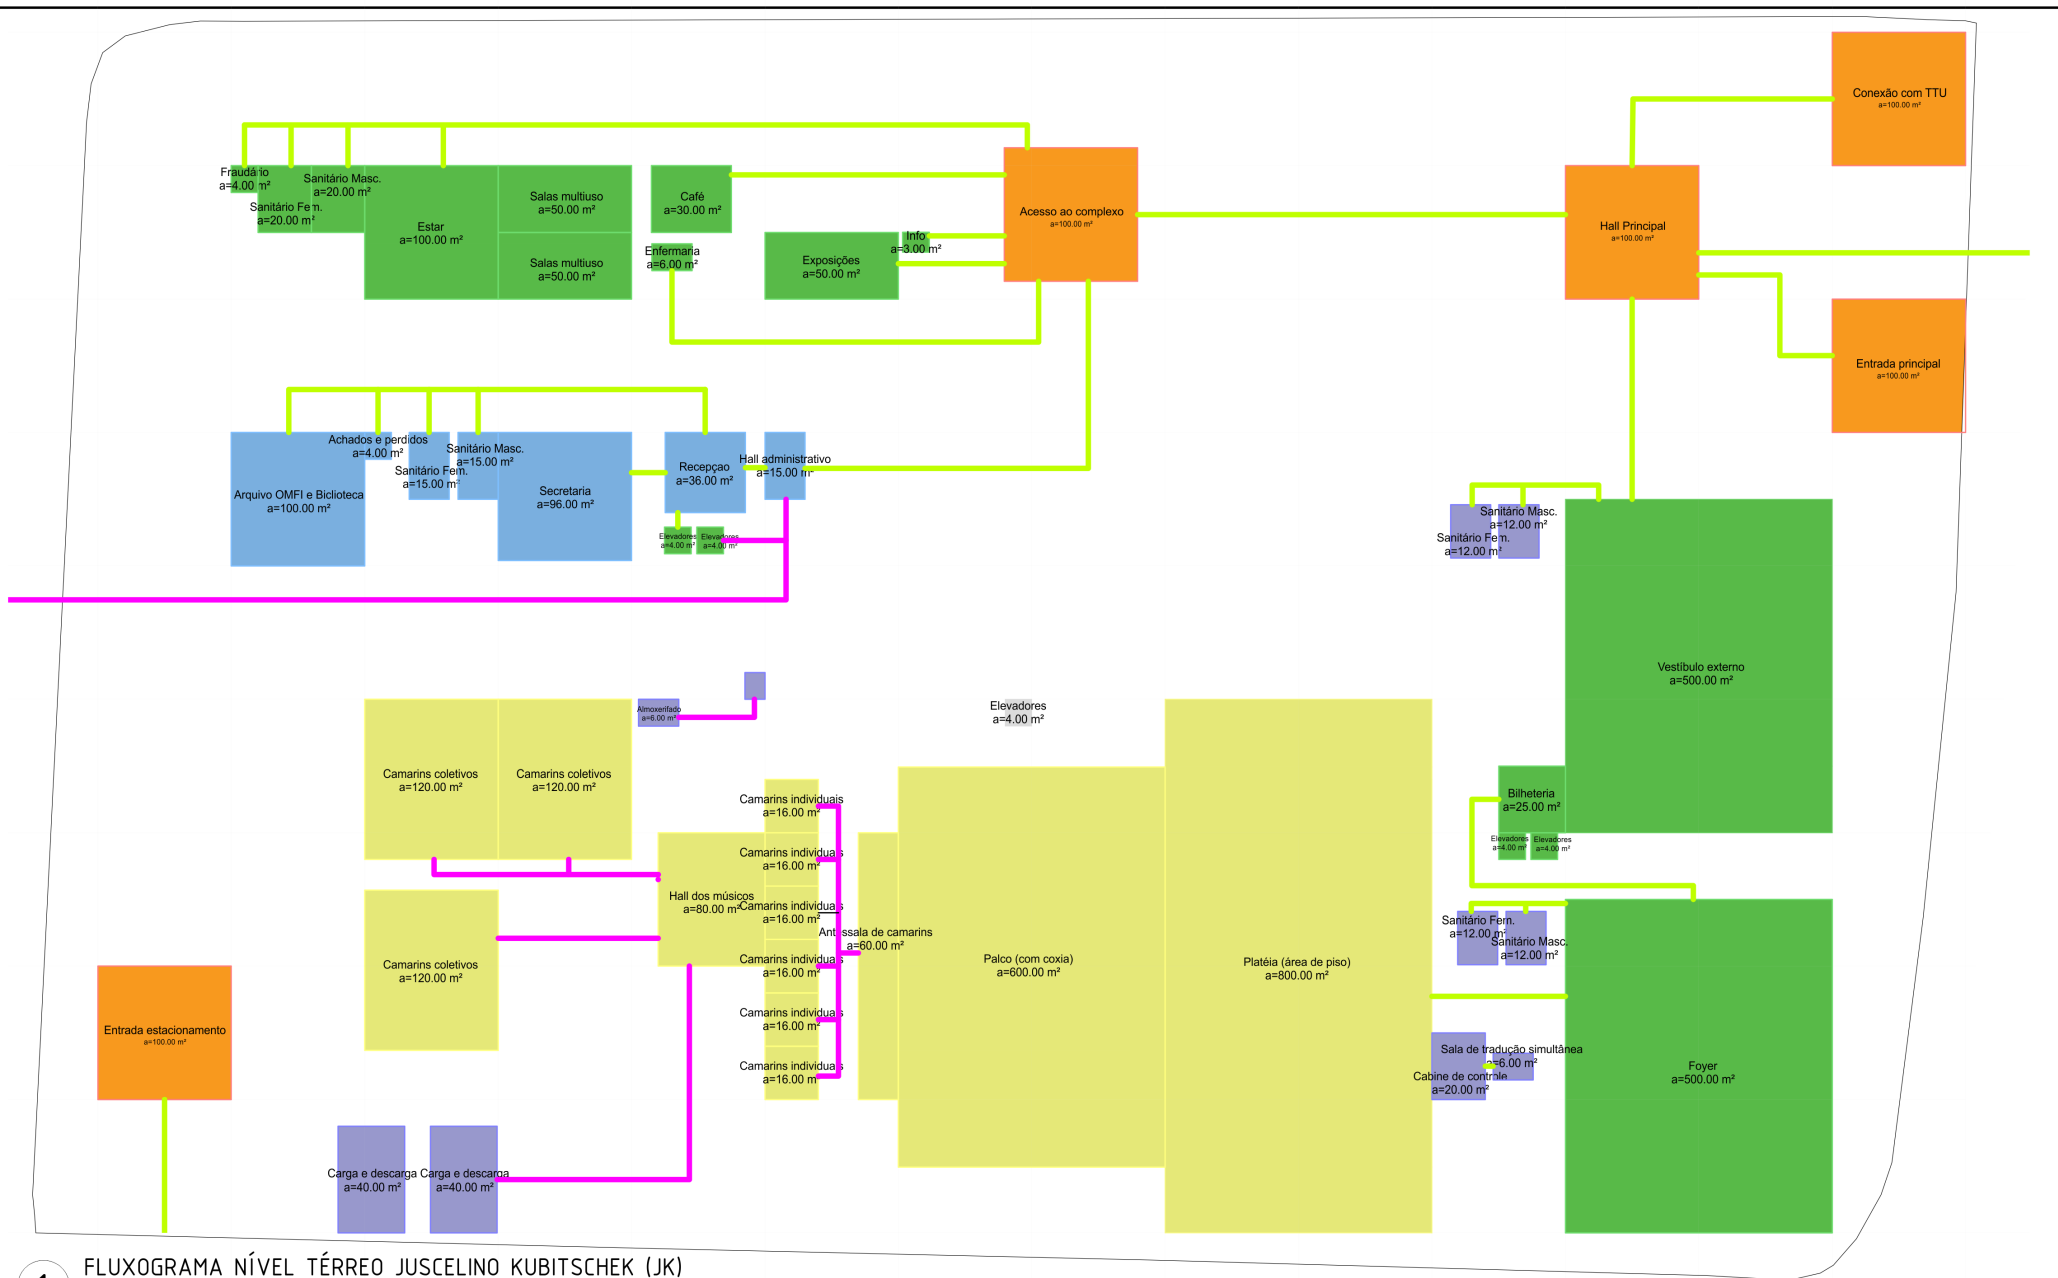 Conexão com TTU
a=100.00 m²
Fraudário
a=4.00 m²
Sanitário Fem.
a=20.00 m²
Sanitário Masc.
a=20.00 m²
Estar
a=100.00 m²
Salas multiuso
a=50.00 m²
Salas multiuso
a=50.00 m²
Café
a=30.00 m²
Enfermaria
a=6.00 m²
Exposições
a=50.00 m²
Info
a=3.00 m²
Acesso ao complexo
a=100.00 m²
Hall Principal
a=100.00 m²
Entrada principal
a=100.00 m²
Arquivo OMFI e Biclioteca
a=100.00 m²
Achados e perdidos
a=4.00 m²
Sanitário Fem.
a=15.00 m²
Sanitário Masc.
a=15.00 m²
Secretaria
a=96.00 m²
Recepçao
a=36.00 m²
Hall administrativo
a=15.00 m²
Elevadores
a=4.00 m²
Elevadores
a=4.00 m²
Sanitário Masc.
a=12.00 m²
Sanitário Fem.
a=12.00 m²
Vestíbulo externo
a=500.00 m²
Almoxerifado
a=6.00 m²
Elevadores
a=4.00 m²
Camarins coletivos
a=120.00 m²
Camarins coletivos
a=120.00 m²
Camarins coletivos
a=120.00 m²
Hall dos músicos
a=80.00 m²
Camarins individuais
a=16.00 m²
Camarins individuais
a=16.00 m²
Camarins individuais
a=16.00 m²
Camarins individuais
a=16.00 m²
Camarins individuais
a=16.00 m²
Camarins individuais
a=16.00 m²
Antessala de camarins
a=60.00 m²
Palco (com coxia)
a=600.00 m²
Platéia (área de piso)
a=800.00 m²
Bilheteria
a=25.00 m²
Elevadores
a=4.00 m²
Elevadores
a=4.00 m²
Sanitário Fem.
a=12.00 m²
Sanitário Masc.
a=12.00 m²
Sala de tradução simultânea
a=6.00 m²
Cabine de controle
a=20.00 m²
Foyer
a=500.00 m²
Entrada estacionamento
a=100.00 m²
Carga e descarga
a=40.00 m²
Carga e descarga
a=40.00 m²
FLUXOGRAMA NÍVEL TÉRREO JUSCELINO KUBITSCHEK (JK)